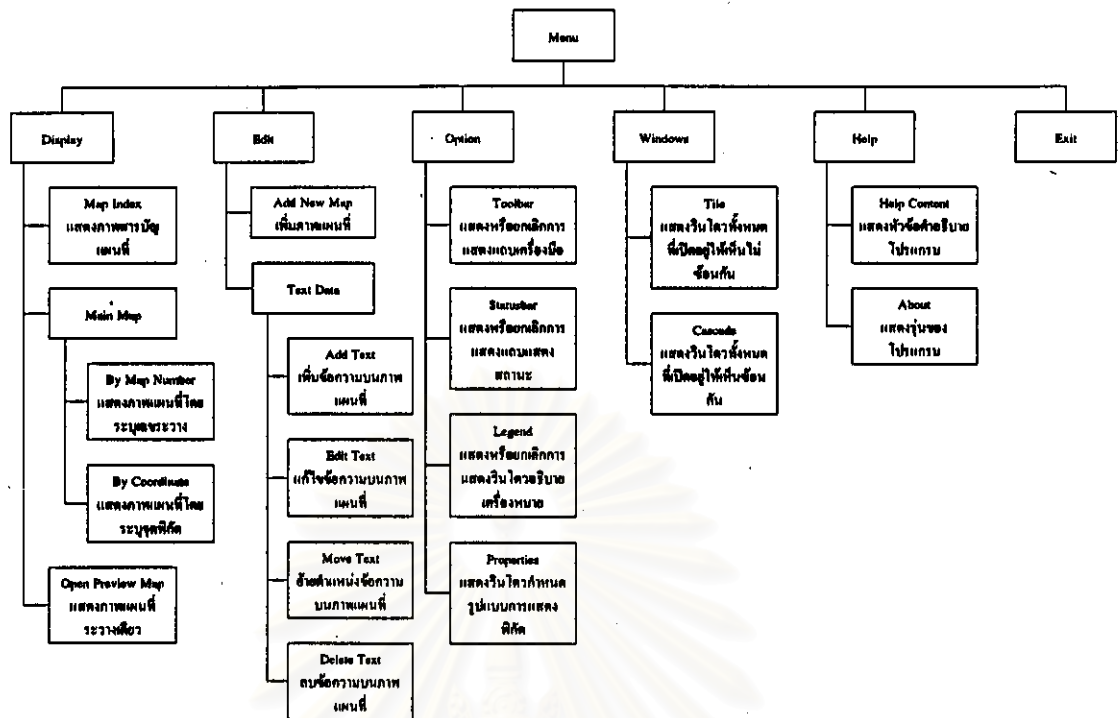 Menu
Display
Edit
Option
Windows
Help
Exit
Map Index
แสดงภาพสารบัญ
แผนที่
Main Map
By Map Number
แสดงภาพแผนที่โดย
ระบุเลขระวาง
By Coordinate
แสดงภาพแผนที่โดย
ระบุจุดพิกัด
Open Preview Map
แสดงภาพแผนที่
ระวางเดียว
Add New Map
เพิ่มภาพแผนที่
Text Data
Add Text
เพิ่มข้อความบนภาพ
แผนที่
Edit Text
แก้ไขข้อความบนภาพ
แผนที่
Move Text
ย้ายตำแหน่งข้อความ
บนภาพแผนที่
Delete Text
ลบข้อความบนภาพ
แผนที่
Toolbar
แสดงหรือยกเลิกการ
แสดงแถบเครื่องมือ
Statusbar
แสดงหรือยกเลิกการ
แสดงแถบแสดง
สถานะ
Legend
แสดงหรือยกเลิกการ
แสดงวินโดวอธิบาย
เครื่องหมาย
Properties
แสดงวินโดวกำหนด
รูปแบบการแสดง
พิกัด
Tile
แสดงวินโดวทั้งหมด
ที่เปิดอยู่ให้เห็นไม่
ซ้อนกัน
Cascade
แสดงวินโดวทั้งหมด
ที่เปิดอยู่ให้เห็นซ้อน
กัน
Help Content
แสดงหัวข้อคำอธิบาย
โปรแกรม
About
แสดงรุ่นของ
โปรแกรม